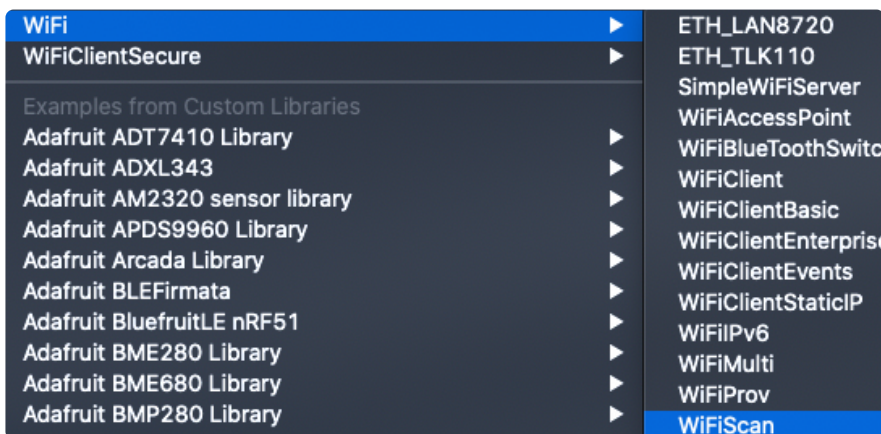 WiFi
WiFiClientSecure
Examples from Custom Libraries
Adafruit ADT7410 Library
Adafruit ADXL343
Adafruit AM2320 sensor library
Adafruit APDS9960 Library
Adafruit Arcada Library
Adafruit BLEFirmata
Adafruit BluefruitLE nRF51
Adafruit BME280 Library
Adafruit BME680 Library
Adafruit BMP280 Library
ETH_LAN8720
ETH_TLK110
SimpleWiFiServer
WiFiAccessPoint
WiFiBlueToothSwitc
WiFiClient
WiFiClientBasic
WiFiClientEnterprise
WiFiClientEvents
WiFiClientStaticIP
WiFiIPv6
WiFiMulti
WiFiProv
WiFiScan